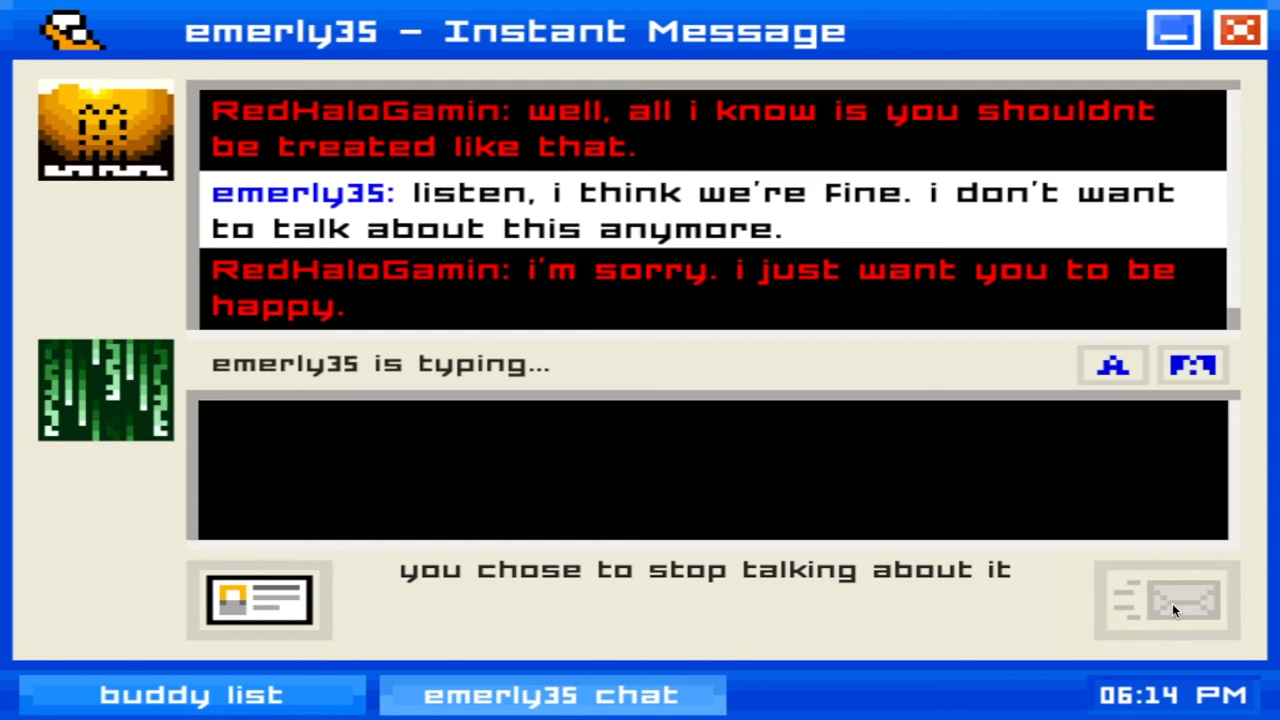 emerly35 - Instant Message
RedHaloGamin: well, all i know is you shouldnt
be treated like that.
emerly35: listen, i think we're fine. i don't want
to talk about this anymore.
RedHaloGamin: i'm sorry. i just want you to be
happy.
emerly35 is typing...
A
you chose to stop talking about it
buddy list
emerly35 chat
06:14 PM